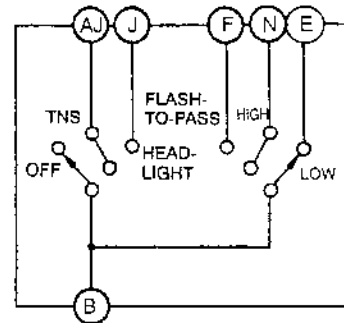 AJ J F N E
FLASH-
TO-PASS
TNS
HIGH
HEAD-
LIGHT
OFF
LOW
B